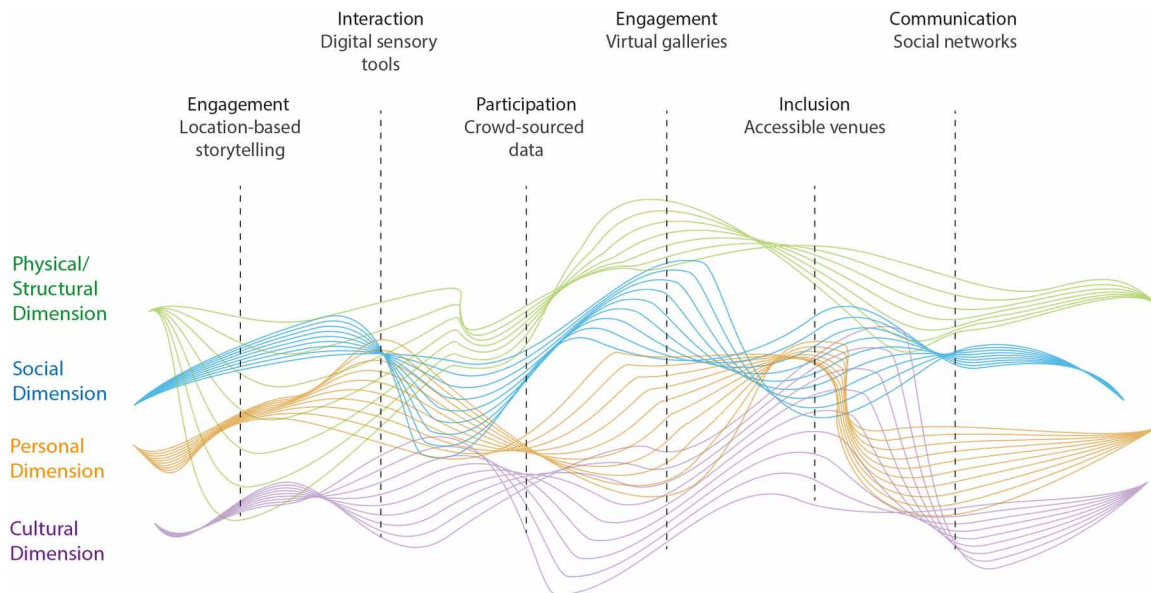 Interaction
Digital sensory
tools
Engagement
Virtual galleries
Communication
Social networks
Engagement
Location-based
storytelling
Participation
Crowd-sourced
data
Inclusion
Accessible venues
Physical/
Structural
Dimension
Social
Dimension
Personal
Dimension
Cultural
Dimension